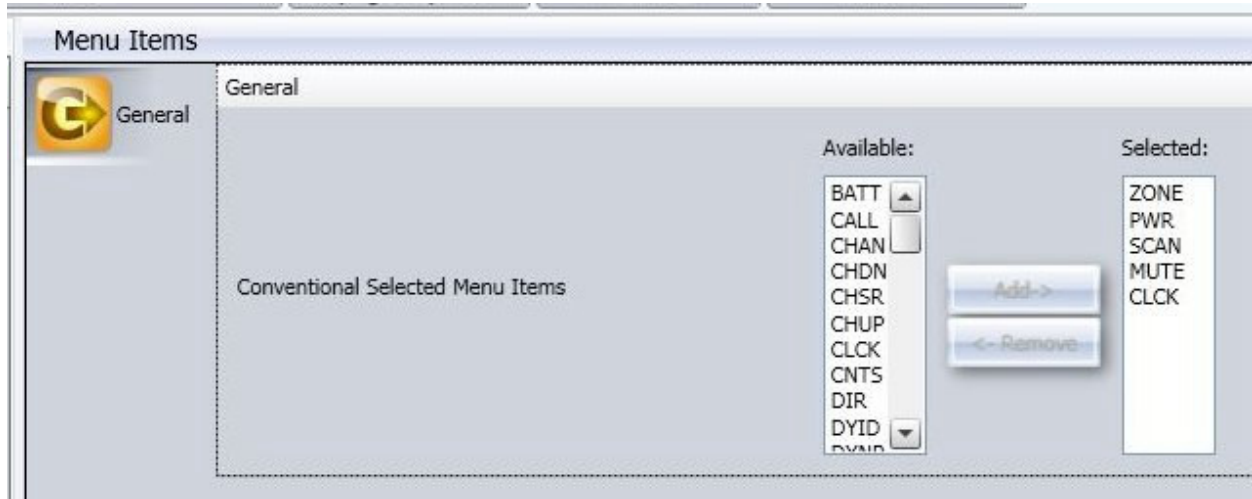 Menu Items
General
General
Conventional Selected Menu Items
Available:
BATT
CALL
CHAN
CHDN
CHSR
CHUP
CLCK
CNTS
DIR
DYID
Add->
<- Remove
Selected:
ZONE
PWR
SCAN
MUTE
CLCK